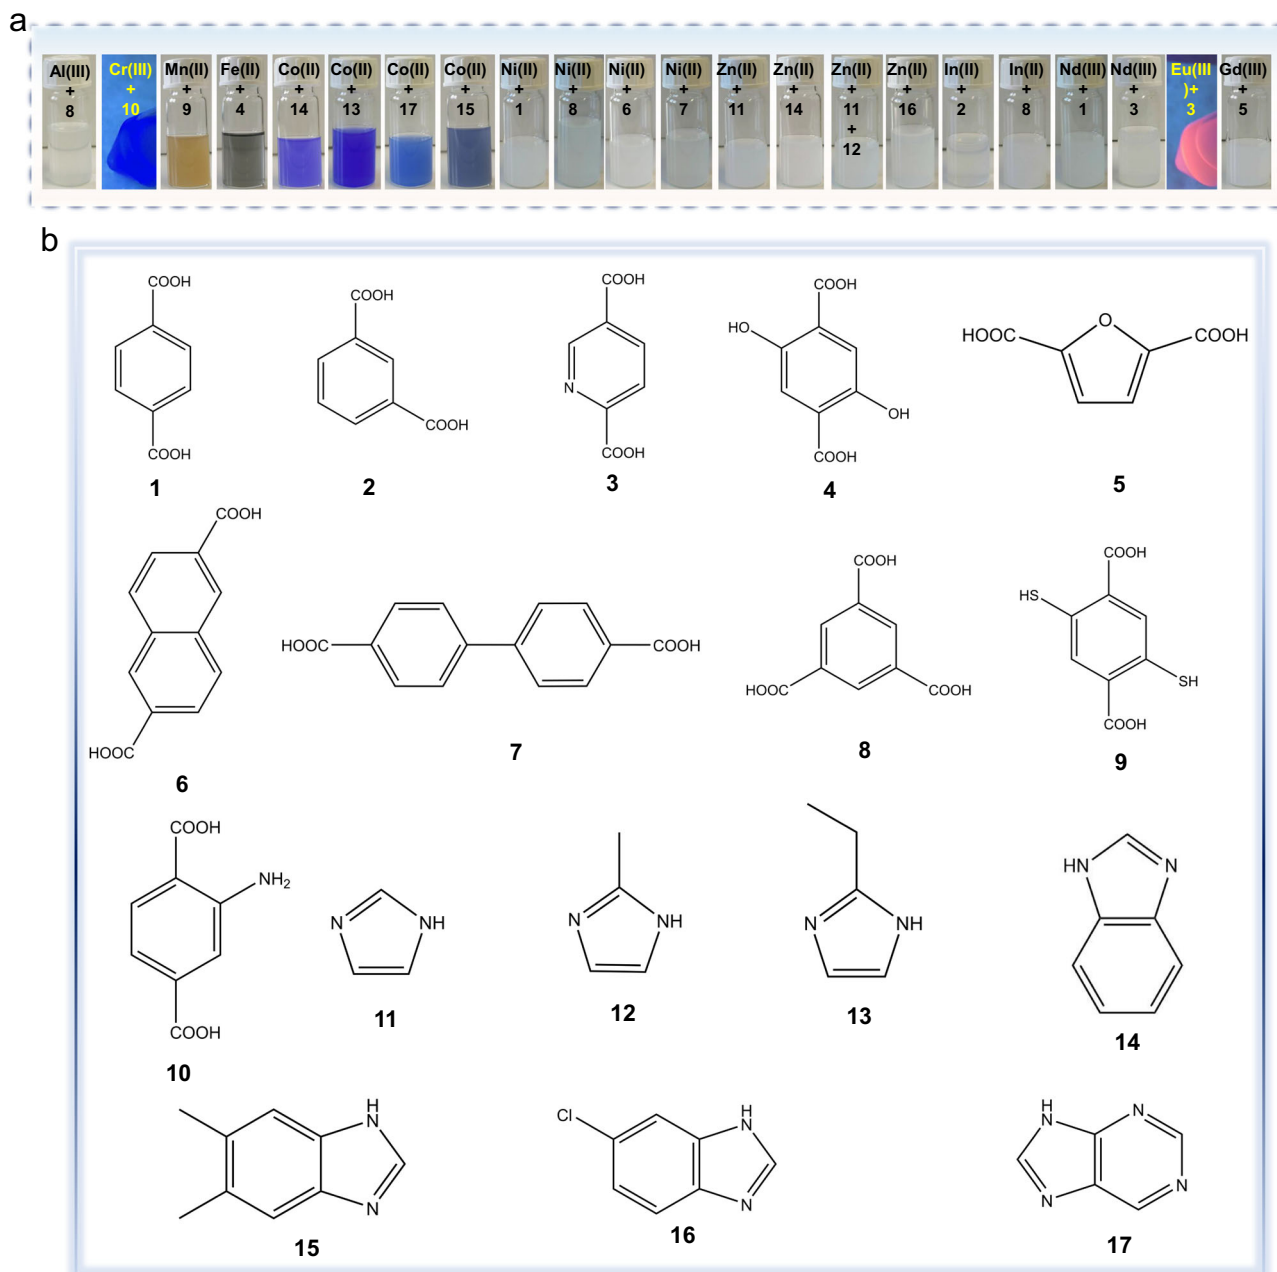 a
Al(III)
+
8
Cr(III)
+
10
Mn(II)
+
9
Fe(II)
+
4
Co(II)
+
14
Co(II)
+
13
Co(II)
+
17
Co(II)
+
15
Ni(II)
+
1
Ni(II)
+
8
Ni(II)
+
6
Ni(II)
+
7
Zn(II)
+
11
Zn(II)
+
14
Zn(II)
+
11
+
12
Zn(II)
+
16
In(II)
+
2
In(II)
+
8
Nd(III)
+
1
Nd(III)
+
3
Eu(III
)+
3
Gd(III)
+
5
b
COOH
COOH
1
COOH
COOH
2
COOH
N
COOH
3
COOH
HO
OH
COOH
4
HOOC
O
COOH
5
COOH
HOOC
6
HOOC
COOH
7
COOH
HOOC
COOH
8
COOH
HS
SH
COOH
9
COOH
NH2
COOH
10
N
NH
11
N
NH
12
N
NH
13
HN
N
14
H
N
N
15
Cl
H
N
N
16
H
N
N
N
N
17